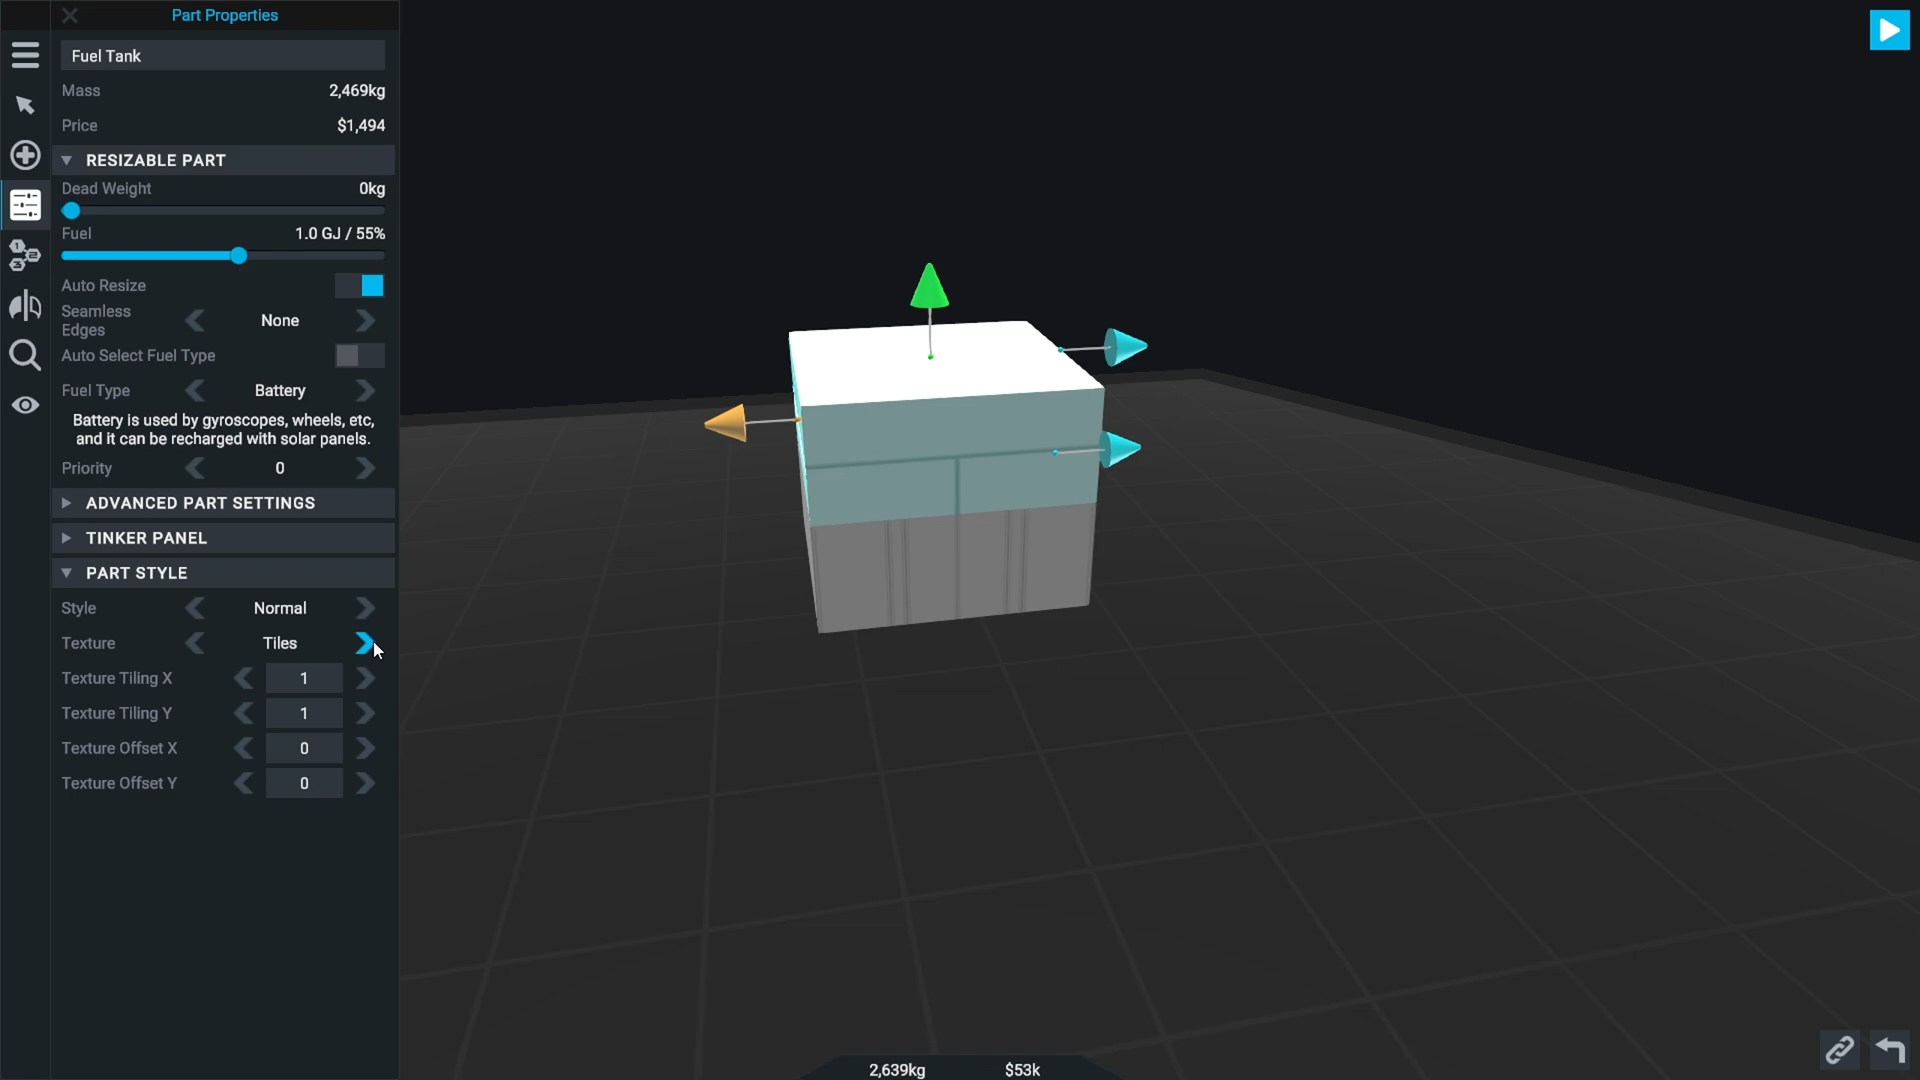 Part Properties
Fuel Tank
Mass 2,469kg
Price $1,494
RESIZABLE PART
Dead Weight 0kg
Fuel 1.0 GJ / 55%
Auto Resize
Seamless
Edges None
Auto Select Fuel Type
Fuel Type Battery
Battery is used by gyroscopes, wheels, etc,
and it can be recharged with solar panels.
Priority 0
ADVANCED PART SETTINGS
TINKER PANEL
PART STYLE
Style Normal
Texture Tiles
Texture Tiling X 1
Texture Tiling Y 1
Texture Offset X 0
Texture Offset Y 0
2,639kg $53k